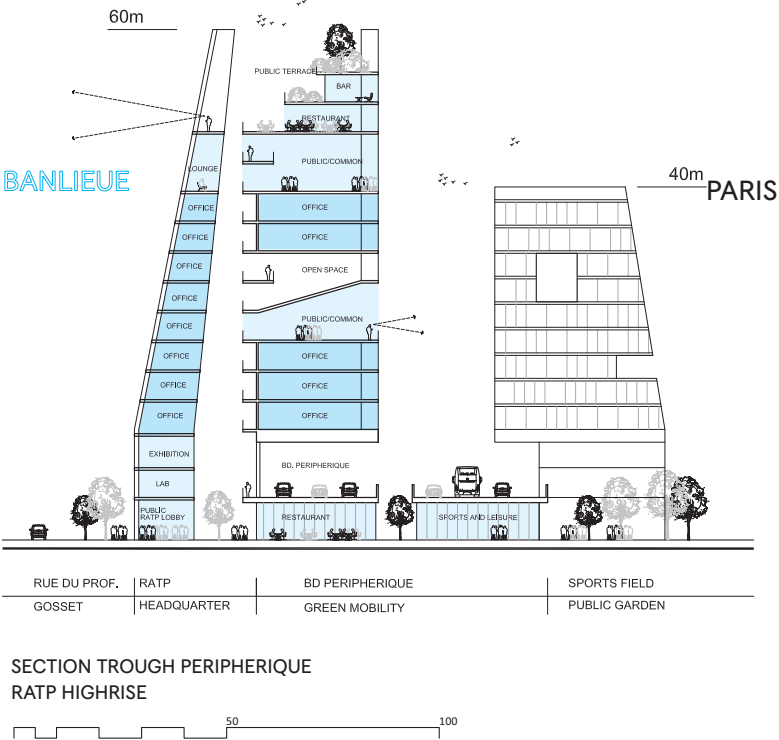 60m
PUBLIC TERRACE
BAR
RESTAURANT
LOUNGE
PUBLIC/COMMON
BANLIEUE
40m
PARIS
OFFICE
OFFICE
OFFICE
OFFICE
OFFICE
OPEN SPACE
OFFICE
PUBLIC/COMMON
OFFICE
OFFICE
OFFICE
OFFICE
OFFICE
OFFICE
OFFICE
EXHIBITION
BD. PERIPHERIQUE
LAB
PUBLIC
RATP LOBBY
RESTAURANT
SPORTS AND LEISURE
RUE DU PROF.
GOSSET
RATP
HEADQUARTER
BD PERIPHERIQUE
GREEN MOBILITY
SPORTS FIELD
PUBLIC GARDEN
SECTION TROUGH PERIPHERIQUE
RATP HIGHRISE
50
100